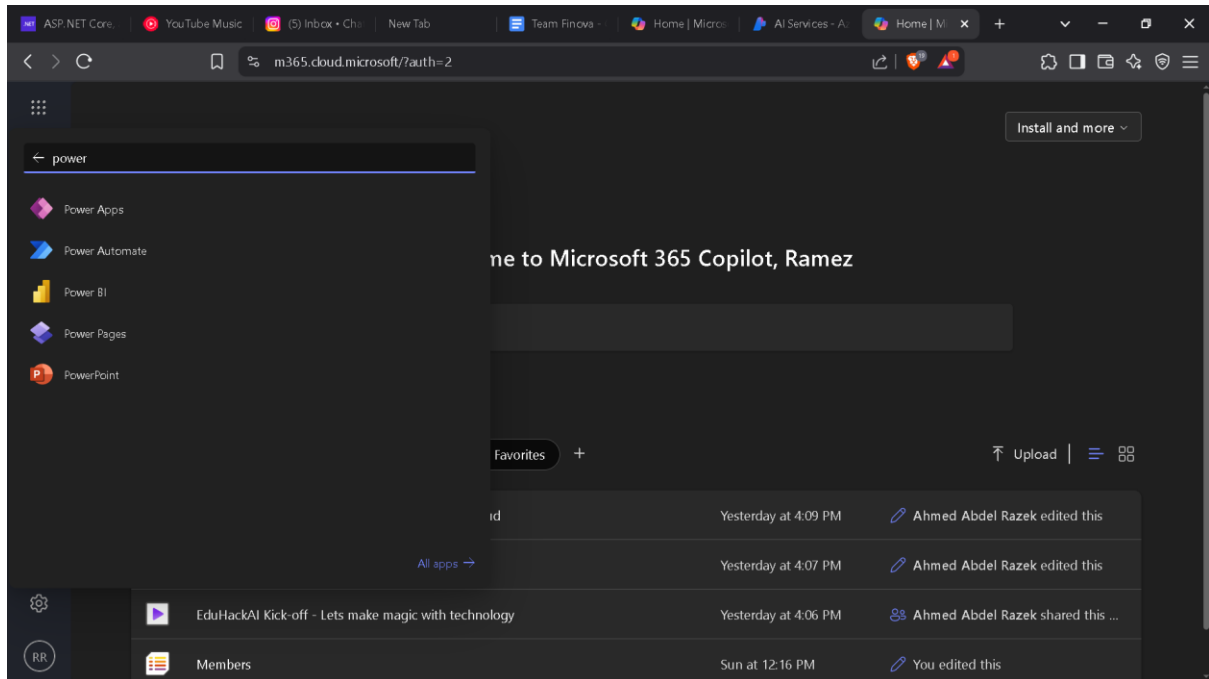 ASP.NET Core,
YouTube Music
(5) Inbox • Cha
New Tab
Team Finova -
Home | Micros
AI Services - Az
Home | Mi
m365.cloud.microsoft/?auth=2
Install and more
power
Power Apps
Power Automate
Power BI
Power Pages
PowerPoint
All apps
me to Microsoft 365 Copilot, Ramez
Favorites
Upload
Yesterday at 4:09 PM Ahmed Abdel Razek edited this
Yesterday at 4:07 PM Ahmed Abdel Razek edited this
EduHackAI Kick-off - Lets make magic with technology Yesterday at 4:06 PM Ahmed Abdel Razek shared this ...
Members Sun at 12:16 PM You edited this
RR